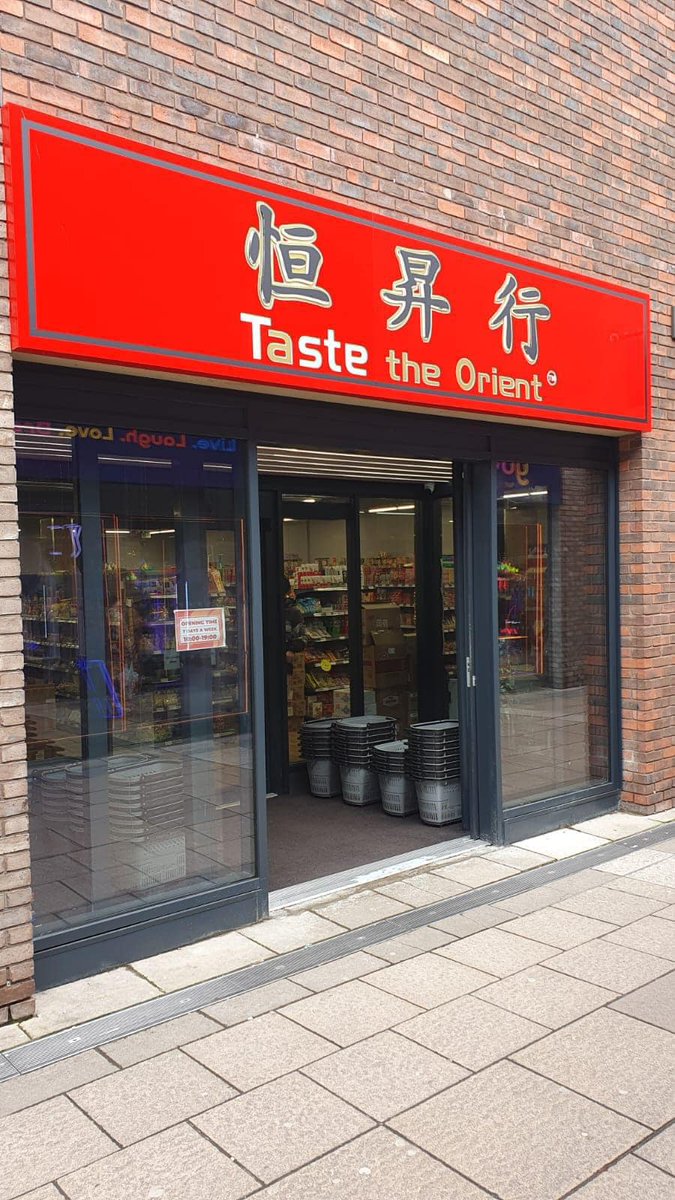 恒昇行
Taste the Orient
Live. Laugh. Love.
OPENING TIME
7 DAYS A WEEK
10:00-19:00